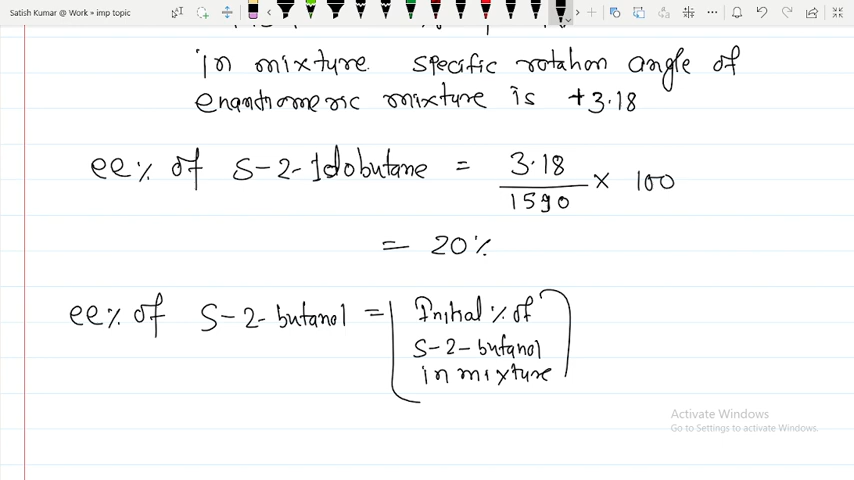 Satish Kumar @ Work » imp topic
in mixture. specific rotation angle of
enantiomeric mixture is +3.18
ee% of S-2-Idobutane = 3.18 / 1590 × 100
= 20%
ee% of S-2-butanol = Initial % of
S-2-butanol
in mixture
Activate Windows
Go to Settings to activate Windows.